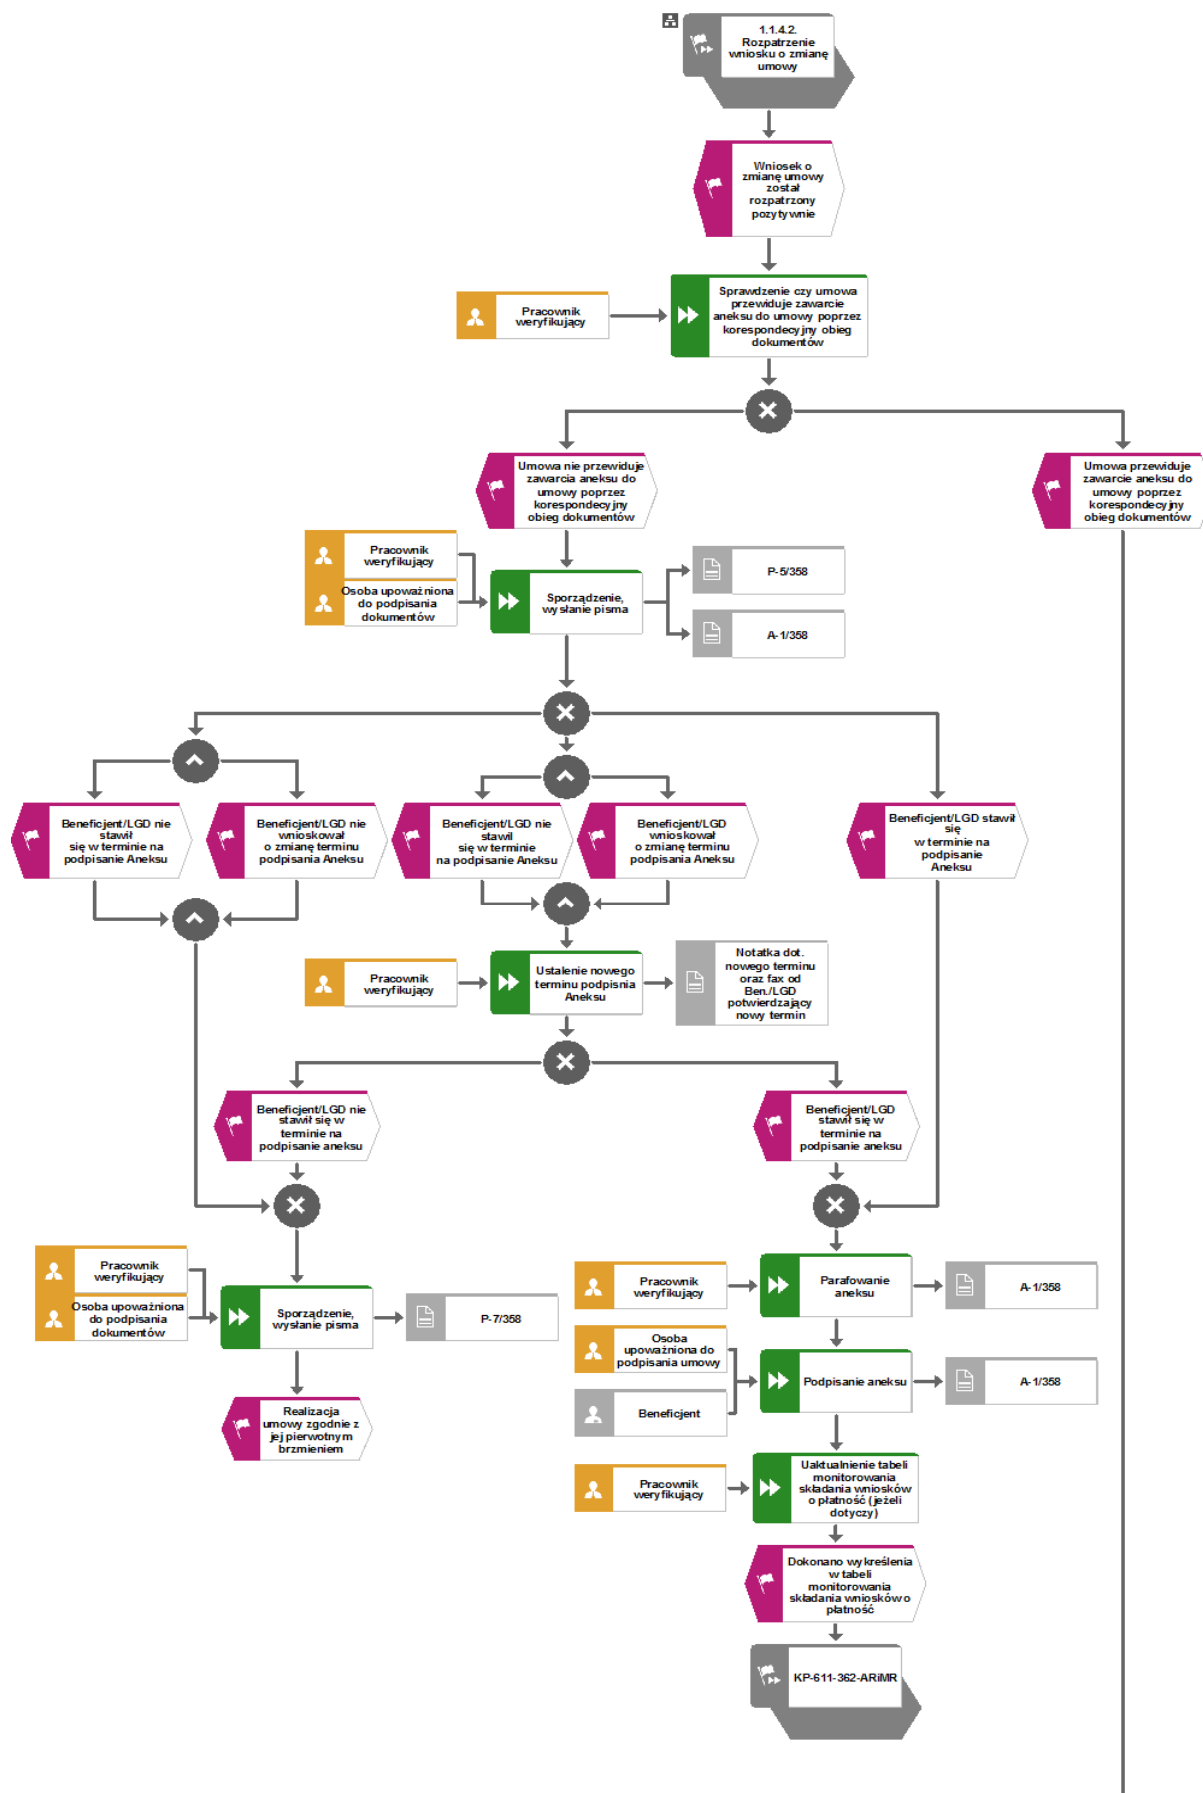 1.1.4.2.
Rozpatrzenie
wniosku o zmianę
umowy
Wniosek o
zmianę umowy
został
rozpatrzony
pozytywnie
Pracownik
weryfikujący
Sprawdzenie czy umowa
przewiduje zawarcie
aneksu do umowy poprzez
korespondecyjny obieg
dokumentów
Umowa nie przewiduje
zawarcia aneksu do
umowy poprzez
korespondecyjny
obieg dokumentów
Umowa przewiduje
zawarcie aneksu do
umowy poprzez
korespondecyjny
obieg dokumentów
Pracownik
weryfikujący
Osoba upoważniona
do podpisania
dokumentów
Sporządzenie,
wysłanie pisma
P-5/358
A-1/358
Beneficjent/LGD nie
stawił
się w terminie na
podpisanie Aneksu
Beneficjent/LGD nie
wnioskował
o zmianę terminu
podpisania Aneksu
Beneficjent/LGD nie
stawil
się w terminie
na podpisanie Aneksu
Beneficjent/LGD
wnioskował
o zmianę terminu
podpisania Aneksu
Beneficjent/LGD stawił
się
w terminie na
podpisanie
Aneksu
Pracownik
weryfikujący
Ustalenie nowego
terminu podpisnia
Aneksu
Notatka dot.
nowego terminu
oraz fax od
Ben./LGD
potwierdzający
nowy termin
Beneficjent/LGD nie
stawił się w
terminie na
podpisanie aneksu
Beneficjent/LGD
stawił się w
terminie na
podpisanie aneksu
Pracownik
weryfikujący
Osoba upoważniona
do podpisania
dokumentów
Sporządzenie,
wysłanie pisma
P-7/358
Realizacja
umowy zgodnie z
jej pierwotnym
brzmieniem
Pracownik
weryfikujący
Parafowanie
aneksu
A-1/358
Osoba
upoważniona do
podpisania umowy
Beneficjent
Podpisanie aneksu
A-1/358
Pracownik
weryfikujący
Uaktualnienie tabeli
monitorowania
składania wniosków
o płatność (jeżeli
dotyczy)
Dokonano wykreślenia
w tabeli
monitorowania
składania wniosków o
płatność
KP-611-362-ARiMR